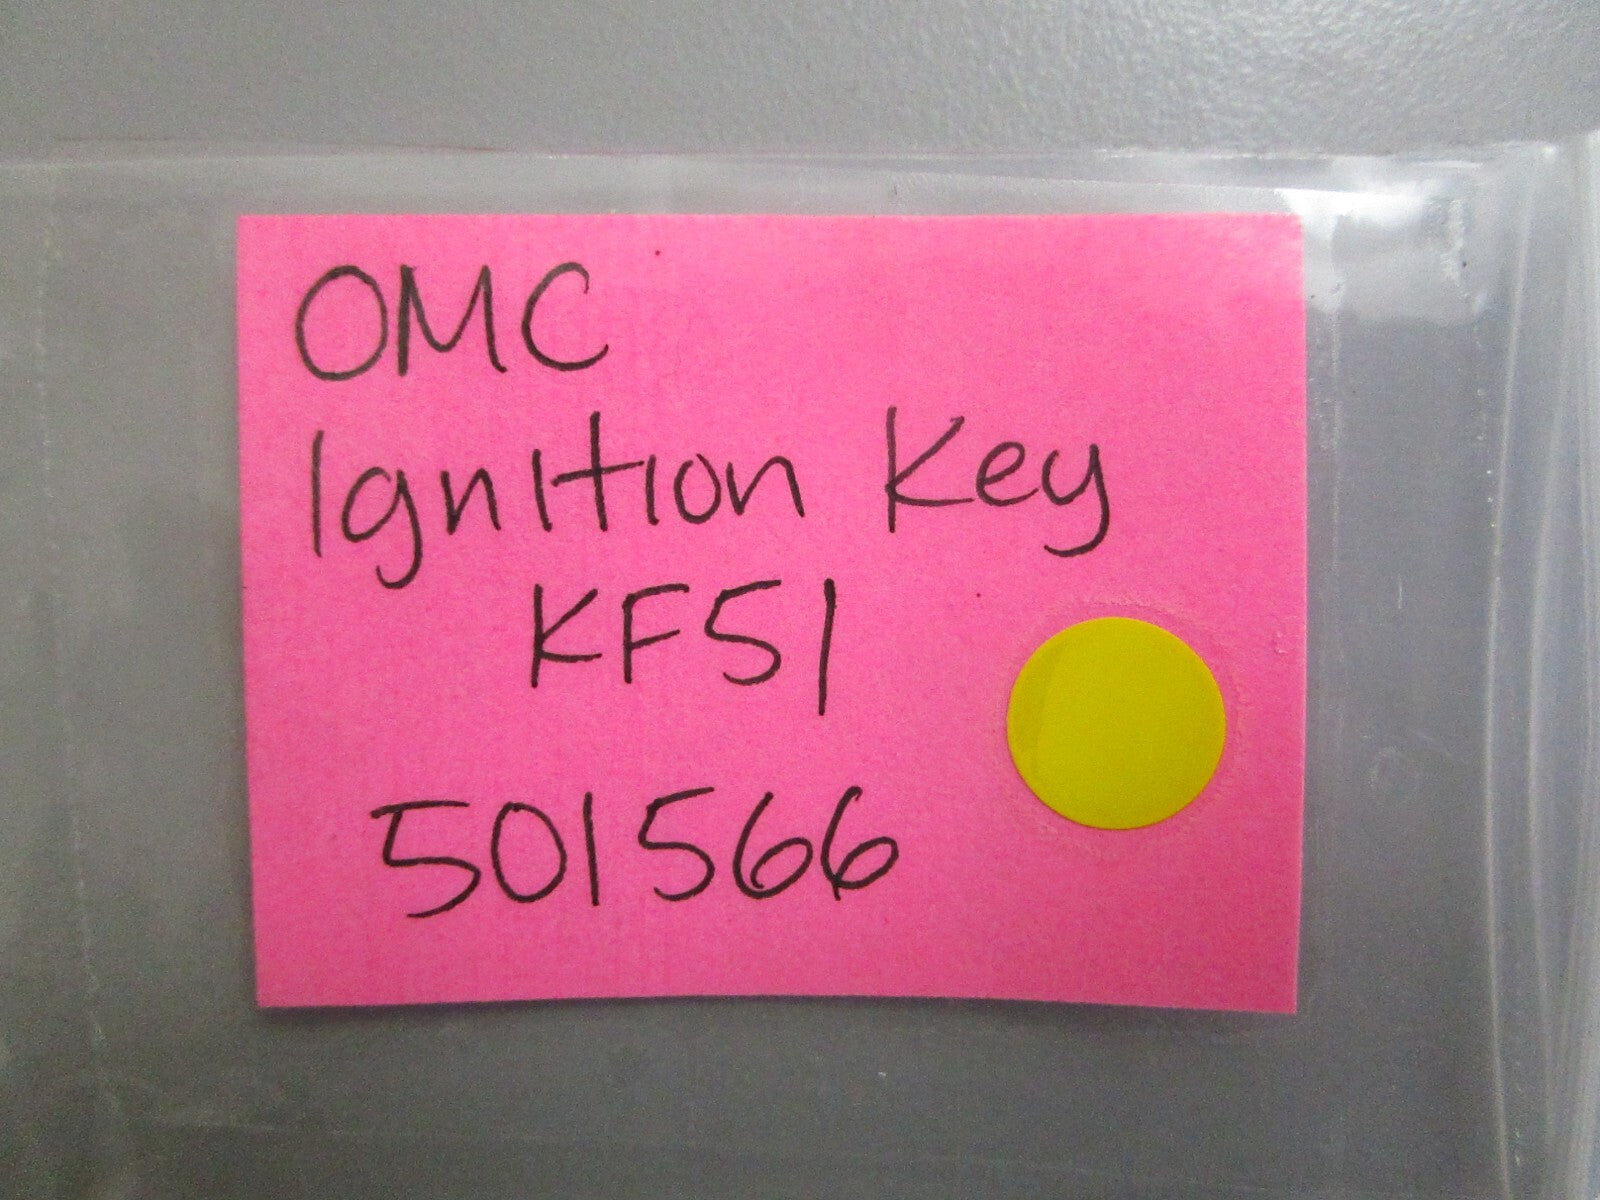 OMC
Ignition Key
KF51
501566